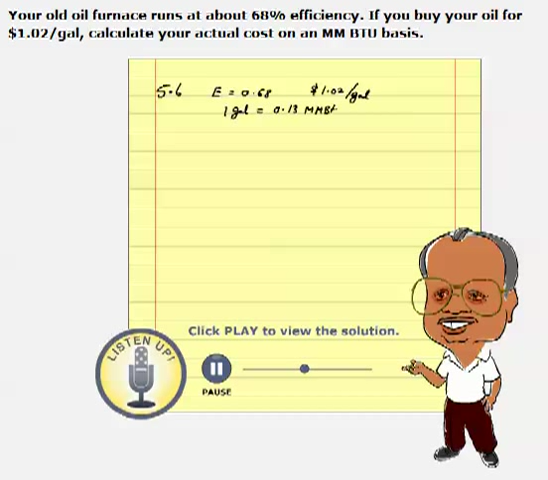 Your old oil furnace runs at about 68% efficiency. If you buy your oil for
$1.02/gal, calculate your actual cost on an MM BTU basis.
5.6 E = 0.68 $1.02/gal
1 gal = 0.13 MMBt
Click PLAY to view the solution.
LISTEN UP!
PAUSE